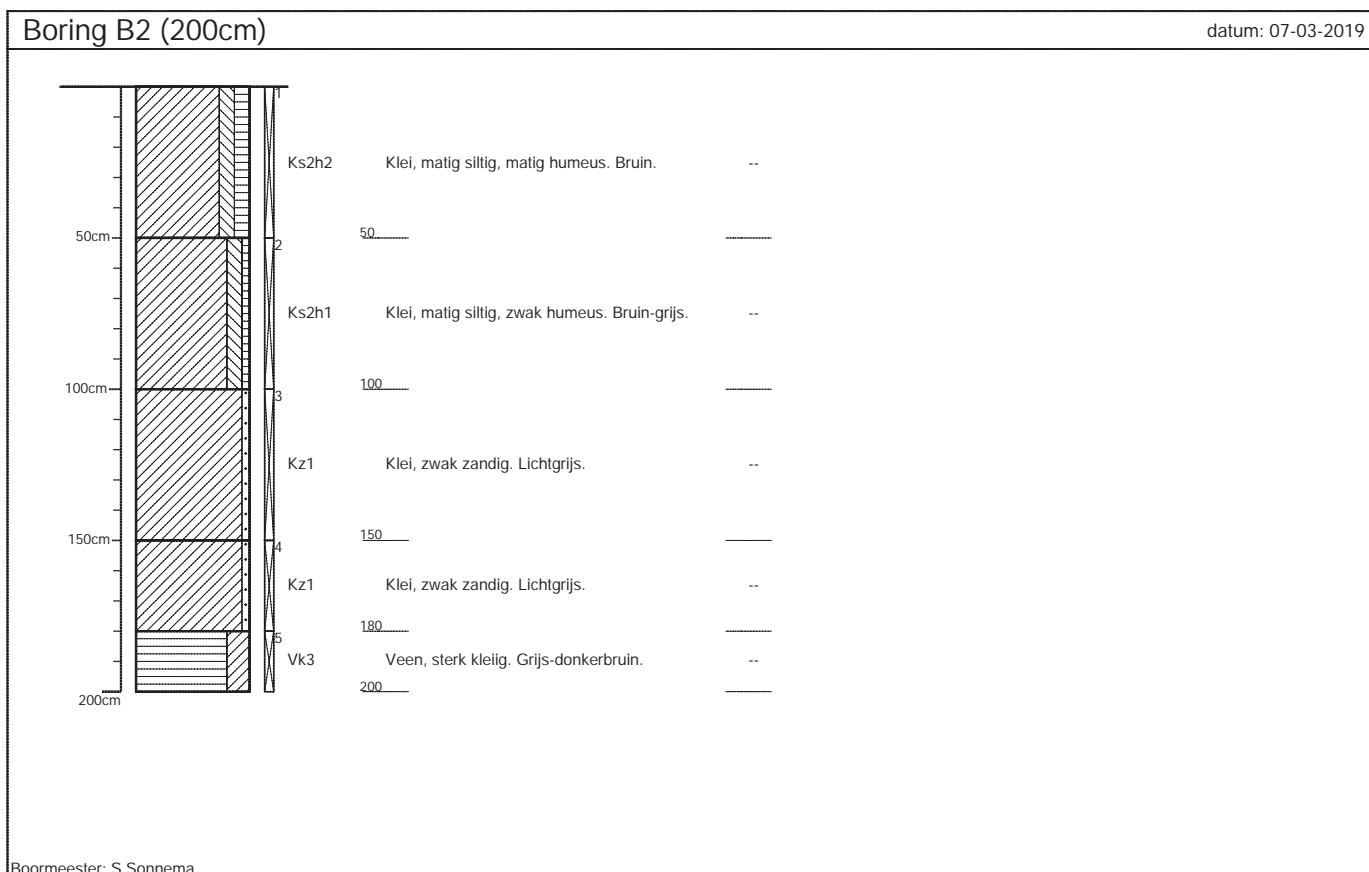 Boring B2 (200cm) datum: 07-03-2019
1
Ks2h2 Klei, matig siltig, matig humeus. Bruin. --
50cm 50
2
Ks2h1 Klei, matig siltig, zwak humeus. Bruin-grijs. --
100cm 100
3
Kz1 Klei, zwak zandig. Lichtgrijs. --
150cm 150
4
Kz1 Klei, zwak zandig. Lichtgrijs. --
180
5
Vk3 Veen, sterk kleiig. Grijs-donkerbruin. --
200cm 200
Boormeester: S Sonnema